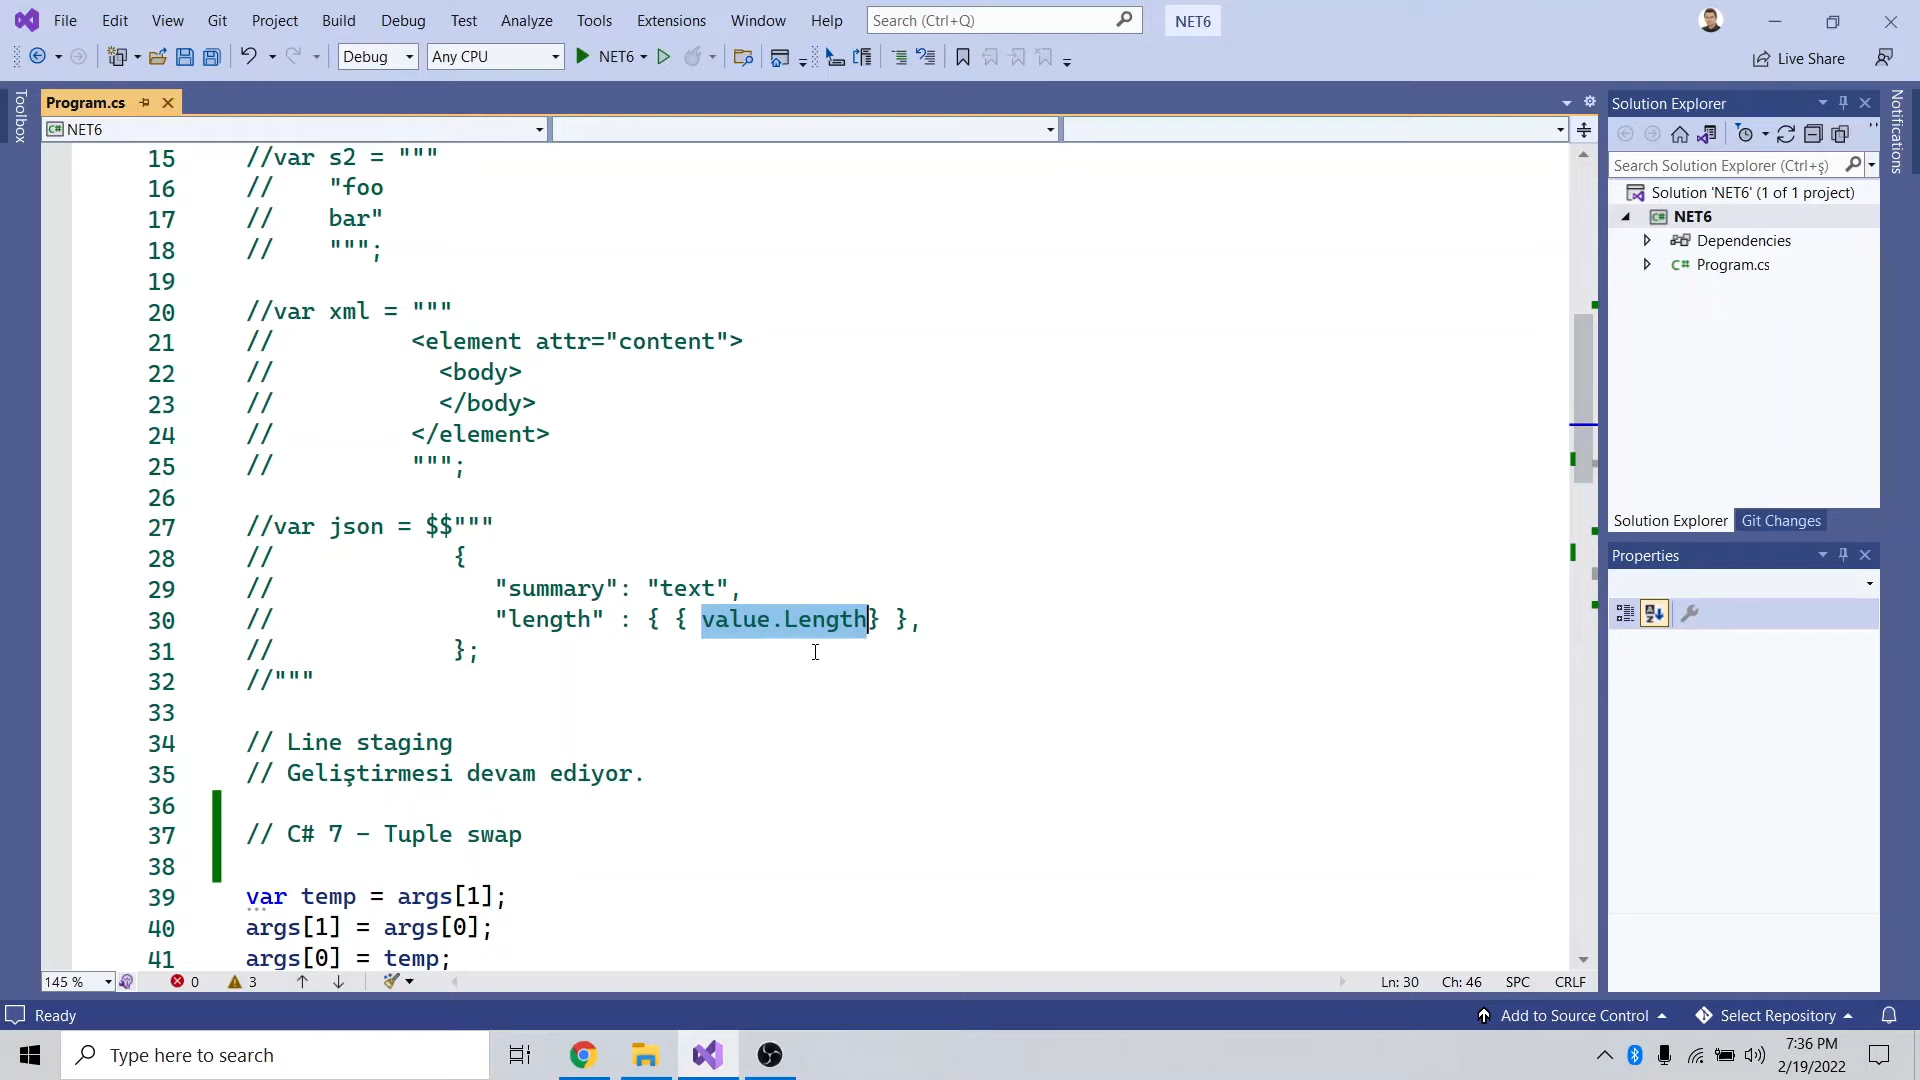 File Edit View Git Project Build Debug Test Analyze Tools Extensions Window Help Search (Ctrl+Q) NET6
Debug Any CPU NET6 Live Share
Toolbox
Program.cs
NET6
15 //var s2 = """
16 //    "foo
17 //    bar"
18 //    """;
19
20 //var xml = """
21 //          <element attr="content">
22 //            <body>
23 //            </body>
24 //          </element>
25 //          """;
26
27 //var json = $$"""
28 //             {
29 //                "summary": "text",
30 //                "length" : { { value.Length} },
31 //             };
32 //"""
33
34 // Line staging
35 // Geliştirmesi devam ediyor.
36
37 // C# 7 - Tuple swap
38
39 var temp = args[1];
40 args[1] = args[0];
41 args[0] = temp;
145 % 0 3 Ln: 30 Ch: 46 SPC CRLF
Solution Explorer
Search Solution Explorer (Ctrl+ş)
Solution 'NET6' (1 of 1 project)
C# NET6
Dependencies
C# Program.cs
Solution Explorer Git Changes
Properties
Notifications
Ready Add to Source Control Select Repository
Type here to search
7:36 PM
2/19/2022